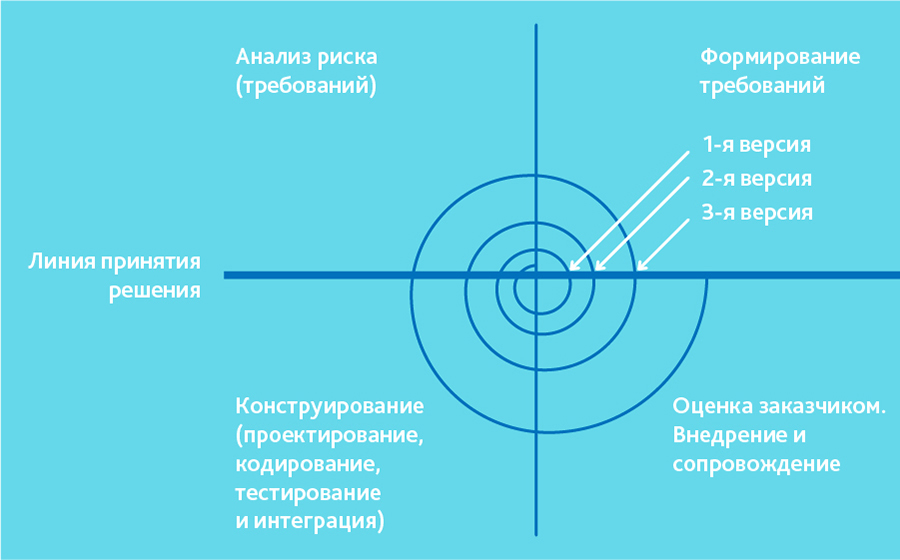 Анализ риска
(требований)
Формирование
требований
1-я версия
2-я версия
3-я версия
Линия принятия
решения
Конструирование
(проектирование,
кодирование,
тестирование
и интеграция)
Оценка заказчиком.
Внедрение и
сопровождение